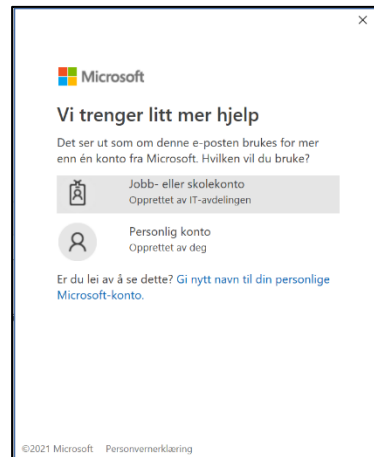 Microsoft
Vi trenger litt mer hjelp
Det ser ut som om denne e-posten brukes for mer
enn én konto fra Microsoft. Hvilken vil du bruke?
Jobb- eller skolekonto
Opprettet av IT-avdelingen
Personlig konto
Opprettet av deg
Er du lei av å se dette? Gi nytt navn til din personlige
Microsoft-konto.
©2021 Microsoft Personvernerklæring